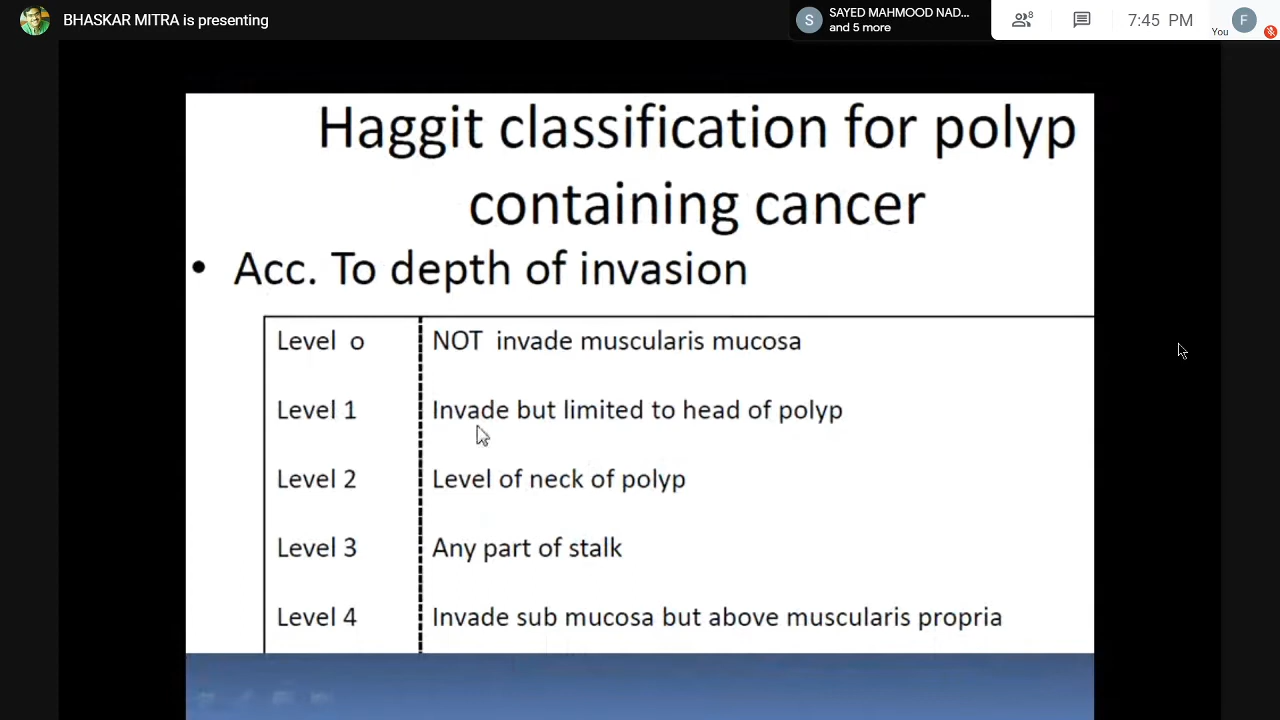 BHASKAR MITRA is presenting
SAYED MAHMOOD NAD...
and 5 more
8
7:45 PM
F
You
S
Haggit classification for polyp
containing cancer
• Acc. To depth of invasion
Level o NOT invade muscularis mucosa
Level 1 Invade but limited to head of polyp
Level 2 Level of neck of polyp
Level 3 Any part of stalk
Level 4 Invade sub mucosa but above muscularis propria